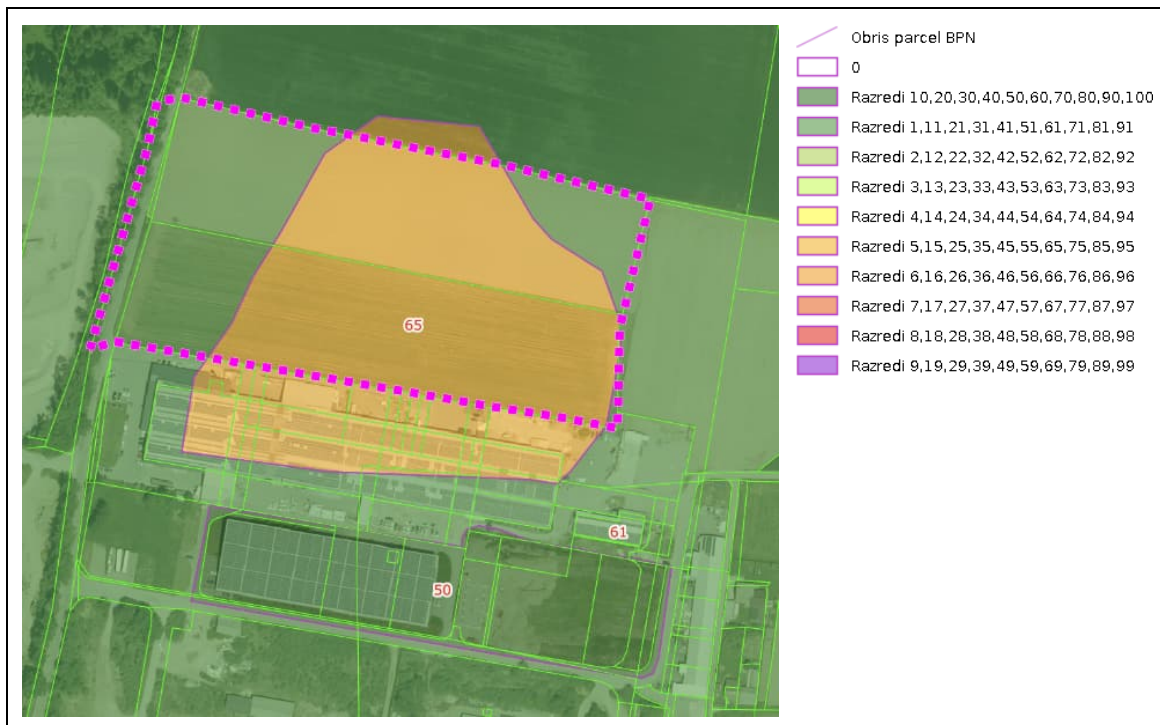 Obris parcel BPN
0
Razredi 10,20,30,40,50,60,70,80,90,100
Razredi 1,11,21,31,41,51,61,71,81,91
Razredi 2,12,22,32,42,52,62,72,82,92
Razredi 3,13,23,33,43,53,63,73,83,93
Razredi 4,14,24,34,44,54,64,74,84,94
Razredi 5,15,25,35,45,55,65,75,85,95
Razredi 6,16,26,36,46,56,66,76,86,96
Razredi 7,17,27,37,47,57,67,77,87,97
Razredi 8,18,28,38,48,58,68,78,88,98
Razredi 9,19,29,39,49,59,69,79,89,99
65
61
50